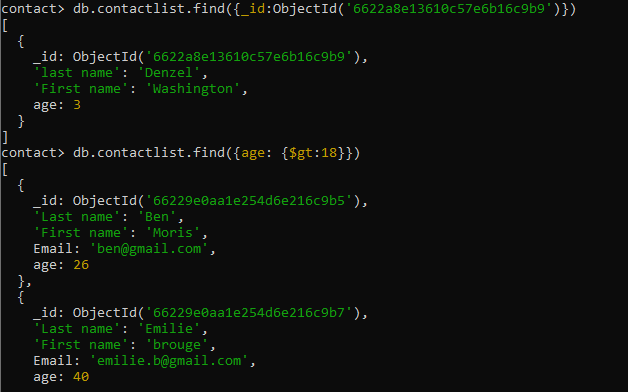 contact> db.contactlist.find({_id:ObjectId('6622a8e13610c57e6b16c9b9')})
[
  {
    _id: ObjectId('6622a8e13610c57e6b16c9b9'),
    'last name': 'Denzel',
    'First name': 'Washington',
    age: 3
  }
]
contact> db.contactlist.find({age: {$gt:18}})
[
  {
    _id: ObjectId('66229e0aa1e254d6e216c9b5'),
    'Last name': 'Ben',
    'First name': 'Moris',
    Email: 'ben@gmail.com',
    age: 26
  },
  {
    _id: ObjectId('66229e0aa1e254d6e216c9b7'),
    'Last name': 'Emilie',
    'First name': 'brouge',
    Email: 'emilie.b@gmail.com',
    age: 40